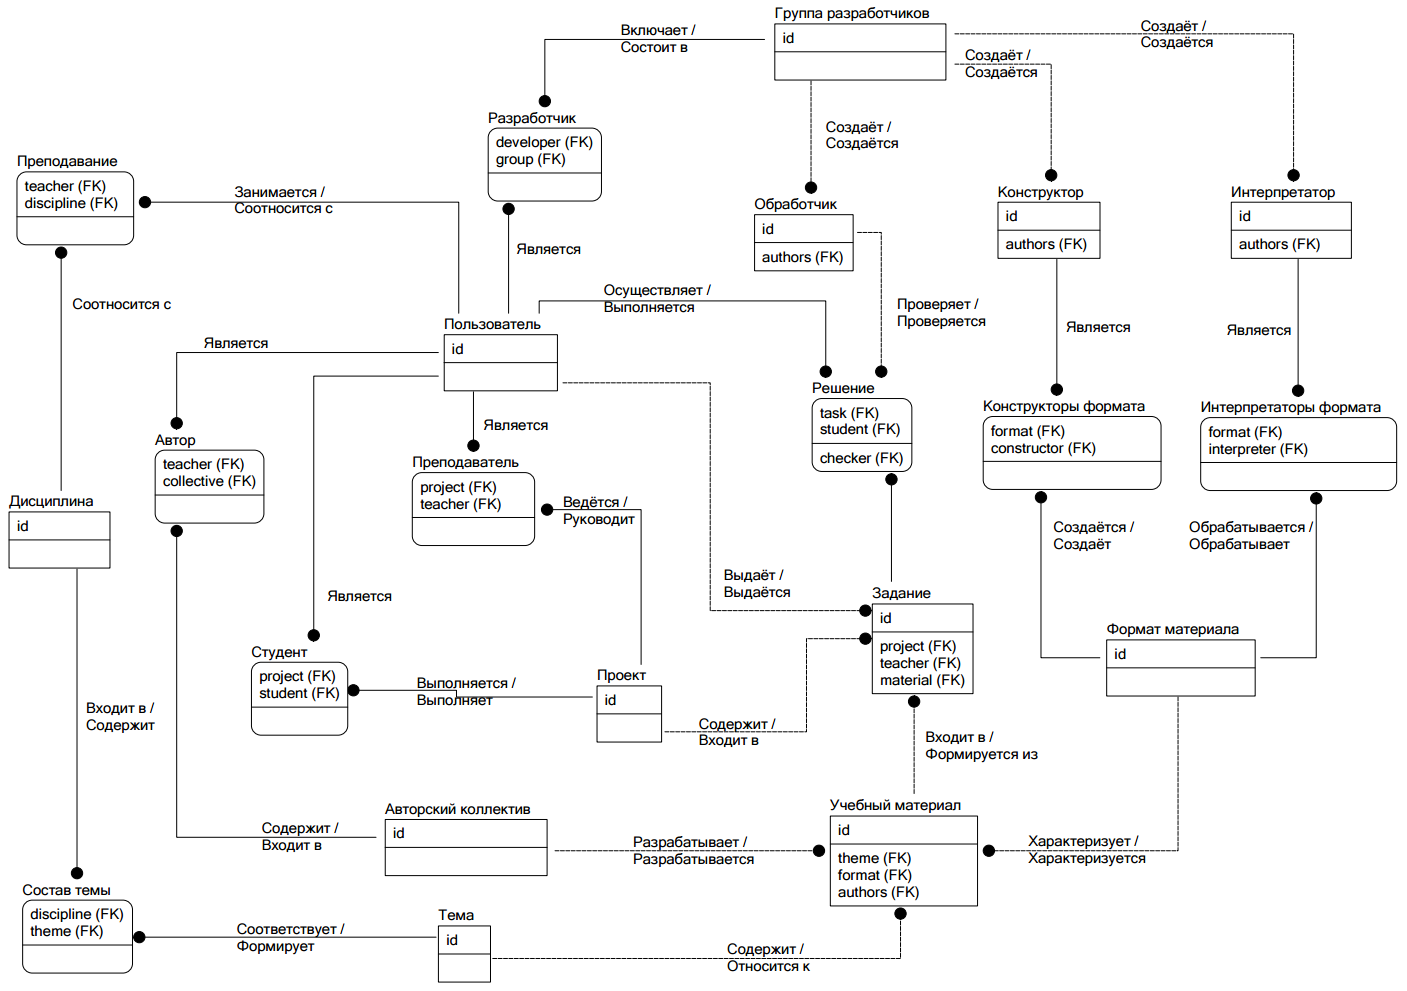 Группа разработчиков
id
Включает /
Состоит в
Создаёт /
Создаётся
Создаёт /
Создаётся
Создаёт /
Создаётся
Разработчик
developer (FK)
group (FK)
Преподавание
teacher (FK)
discipline (FK)
Занимается /
Соотносится с
Является
Обработчик
id
authors (FK)
Конструктор
id
authors (FK)
Интерпретатор
id
authors (FK)
Соотносится с
Осуществляет /
Выполняется
Проверяет /
Проверяется
Является
Является
Пользователь
id
Является
Решение
task (FK)
student (FK)
checker (FK)
Конструкторы формата
format (FK)
constructor (FK)
Интерпретаторы формата
format (FK)
interpreter (FK)
Является
Автор
teacher (FK)
collective (FK)
Преподаватель
project (FK)
teacher (FK)
Ведётся /
Руководит
Дисциплина
id
Создаётся /
Создаёт
Обрабатывается /
Обрабатывает
Является
Выдаёт /
Выдаётся
Задание
id
project (FK)
teacher (FK)
material (FK)
Формат материала
id
Студент
project (FK)
student (FK)
Выполняется /
Выполняет
Проект
id
Входит в /
Содержит
Содержит /
Входит в
Входит в /
Формируется из
Авторский коллектив
id
Содержит /
Входит в
Разрабатывает /
Разрабатывается
Учебный материал
id
theme (FK)
format (FK)
authors (FK)
Характеризует /
Характеризуется
Состав темы
discipline (FK)
theme (FK)
Соответствует /
Формирует
Тема
id
Содержит /
Относится к